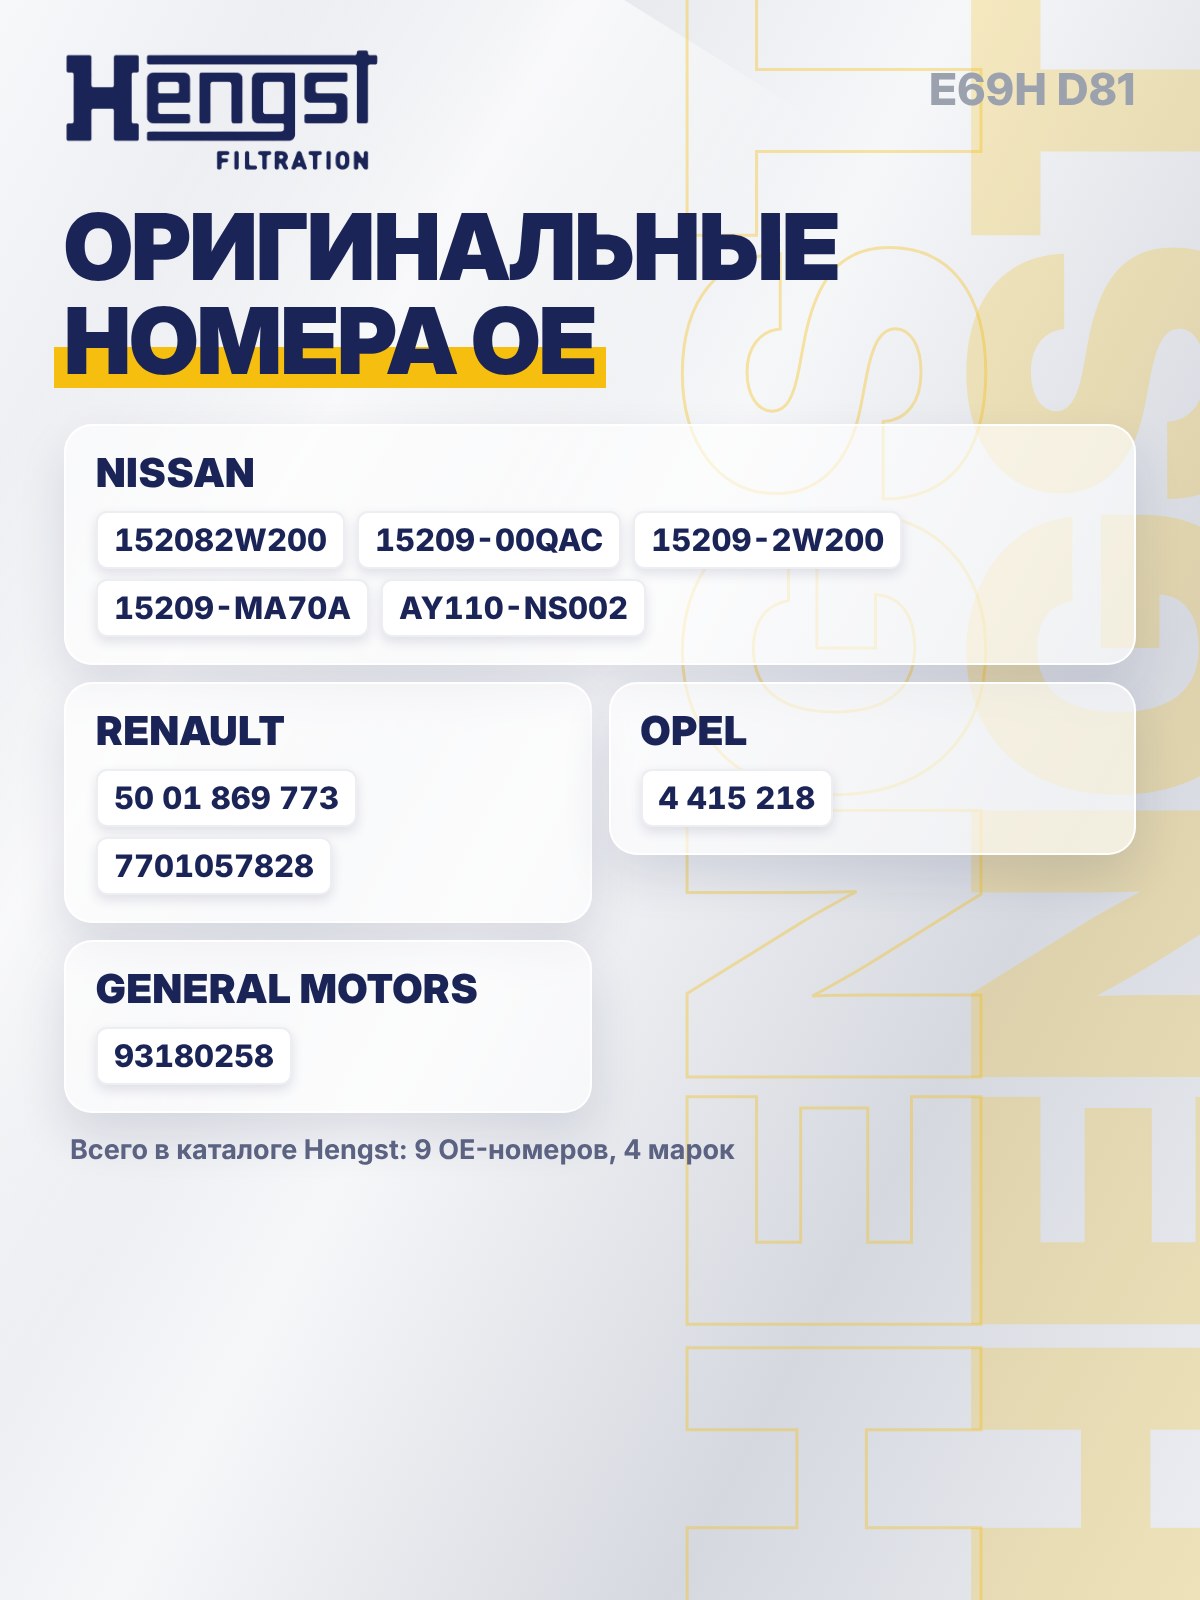 Hengst
FILTRATION
E69H D81
ОРИГИНАЛЬНЫЕ
НОМЕРА ОЕ
NISSAN
152082W200
15209-00QAC
15209-2W200
15209-MA70A
AY110-NS002
RENAULT
50 01 869 773
7701057828
OPEL
4 415 218
GENERAL MOTORS
93180258
Всего в каталоге Hengst: 9 ОЕ-номеров, 4 марок
HENGST
HENGST